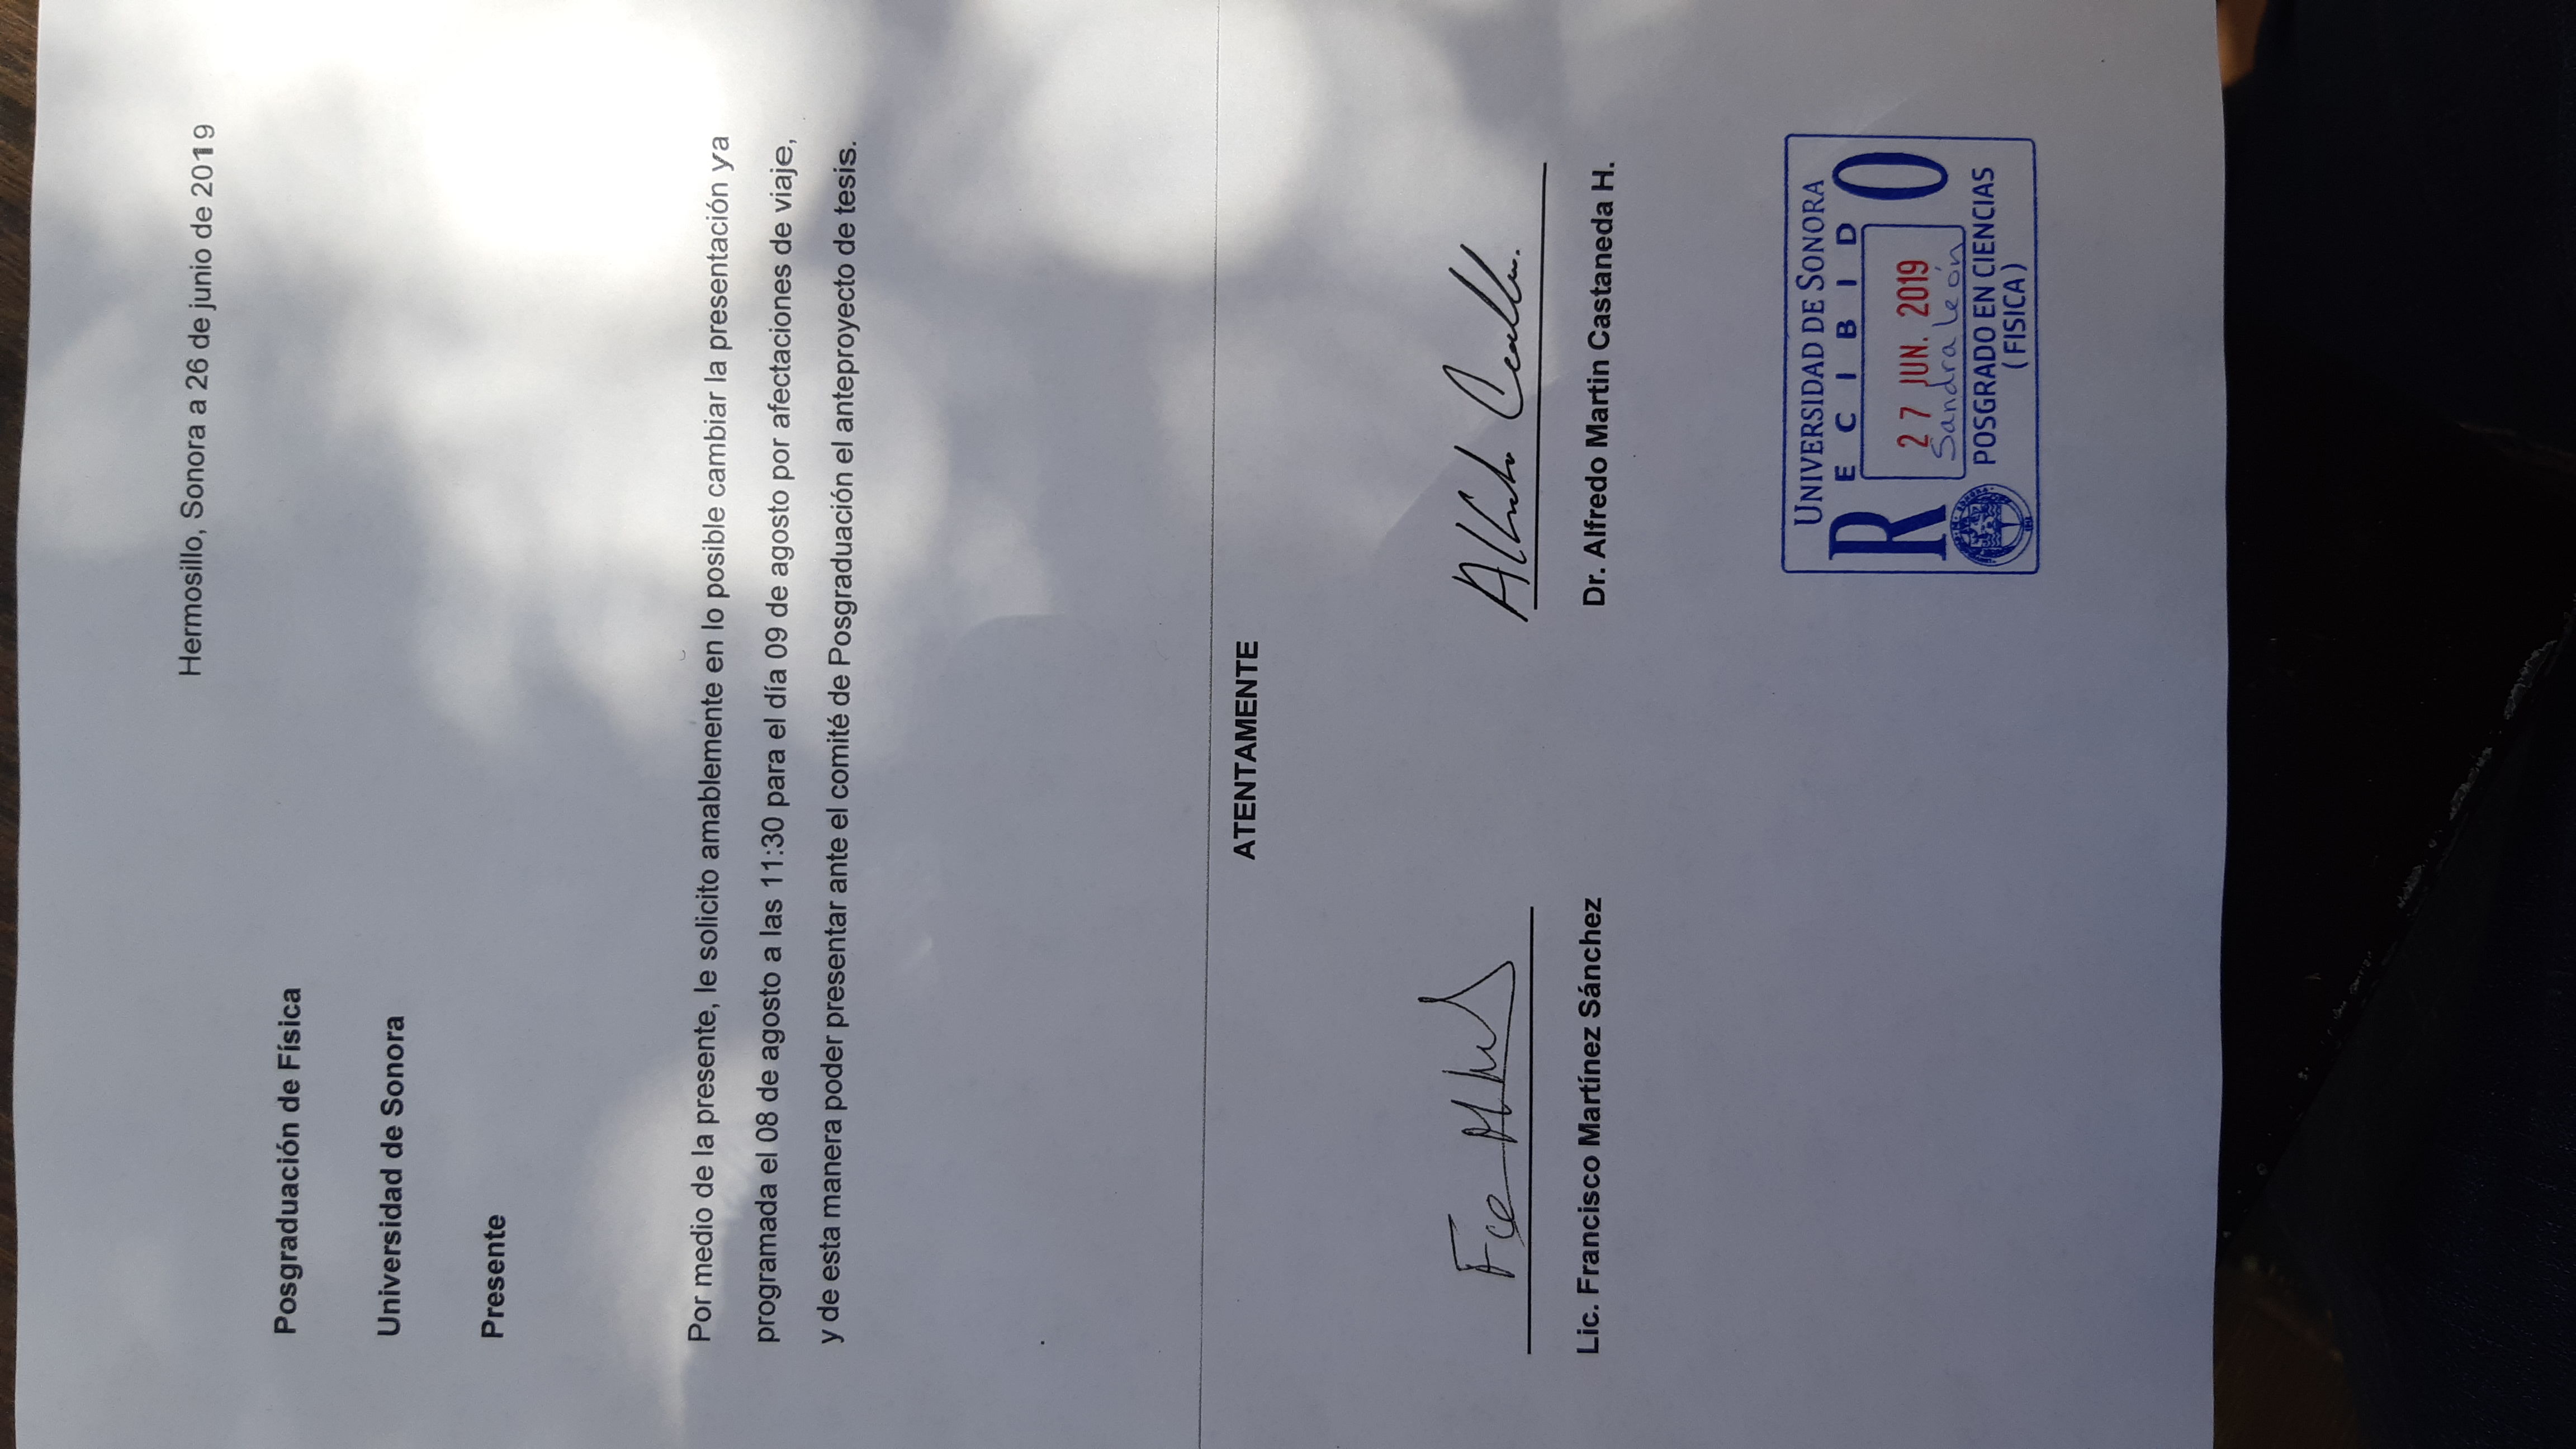 Hermosillo, Sonora a 26 de junio de 2019
Posgraduación de Física
Universidad de Sonora
Presente
Por medio de la presente, le solicito amablemente en lo posible cambiar la presentación ya
programada el 08 de agosto a las 11:30 para el día 09 de agosto por afectaciones de viaje,
y de esta manera poder presentar ante el comité de Posgraduación el anteproyecto de tesis.
ATENTAMENTE
Lic. Francisco Martínez Sánchez
Dr. Alfredo Martin Castaneda H.
UNIVERSIDAD DE SONORA
RECIBIDO
27 JUN. 2019
Sandra León
POSGRADO EN CIENCIAS
(FISICA)